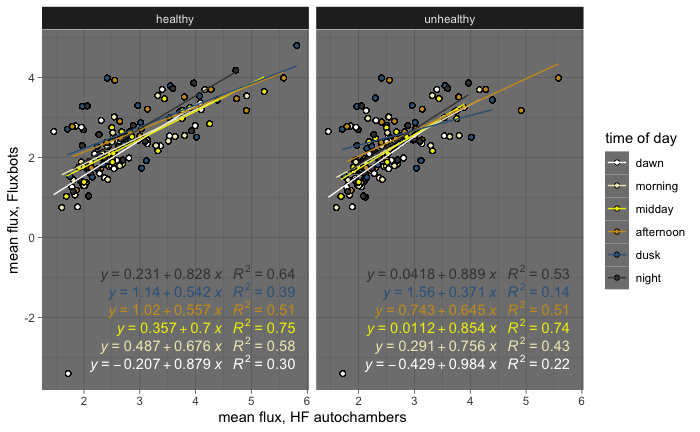 healthy
unhealthy
mean flux, Fluxbots
4
2
0
-2
y = 0.231 + 0.828 x R² = 0.64
y = 1.14 + 0.542 x R² = 0.39
y = 1.02 + 0.557 x R² = 0.51
y = 0.357 + 0.7 x R² = 0.75
y = 0.487 + 0.676 x R² = 0.58
y = −0.207 + 0.879 x R² = 0.30
y = 0.0418 + 0.889 x R² = 0.53
y = 1.56 + 0.371 x R² = 0.14
y = 0.743 + 0.645 x R² = 0.51
y = 0.0112 + 0.854 x R² = 0.74
y = 0.291 + 0.756 x R² = 0.43
y = −0.429 + 0.984 x R² = 0.22
2 3 4 5 6
2 3 4 5 6
mean flux, HF autochambers
time of day
dawn
morning
midday
afternoon
dusk
night